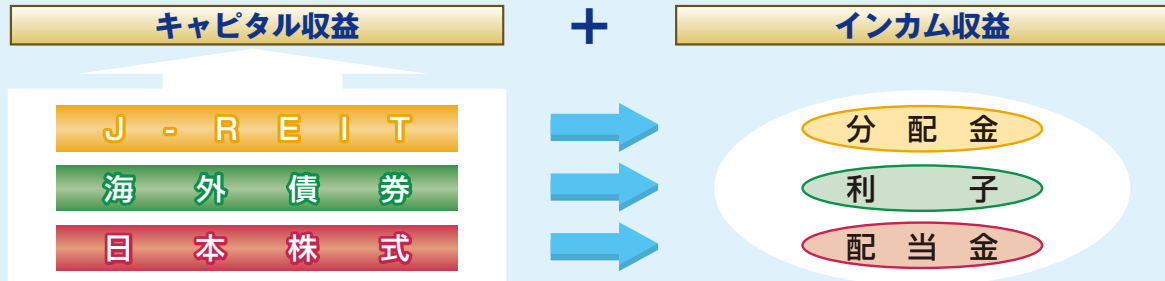 キャピタル収益 + インカム収益
J-REIT 分配金
海外債券 利子
日本株式 配当金